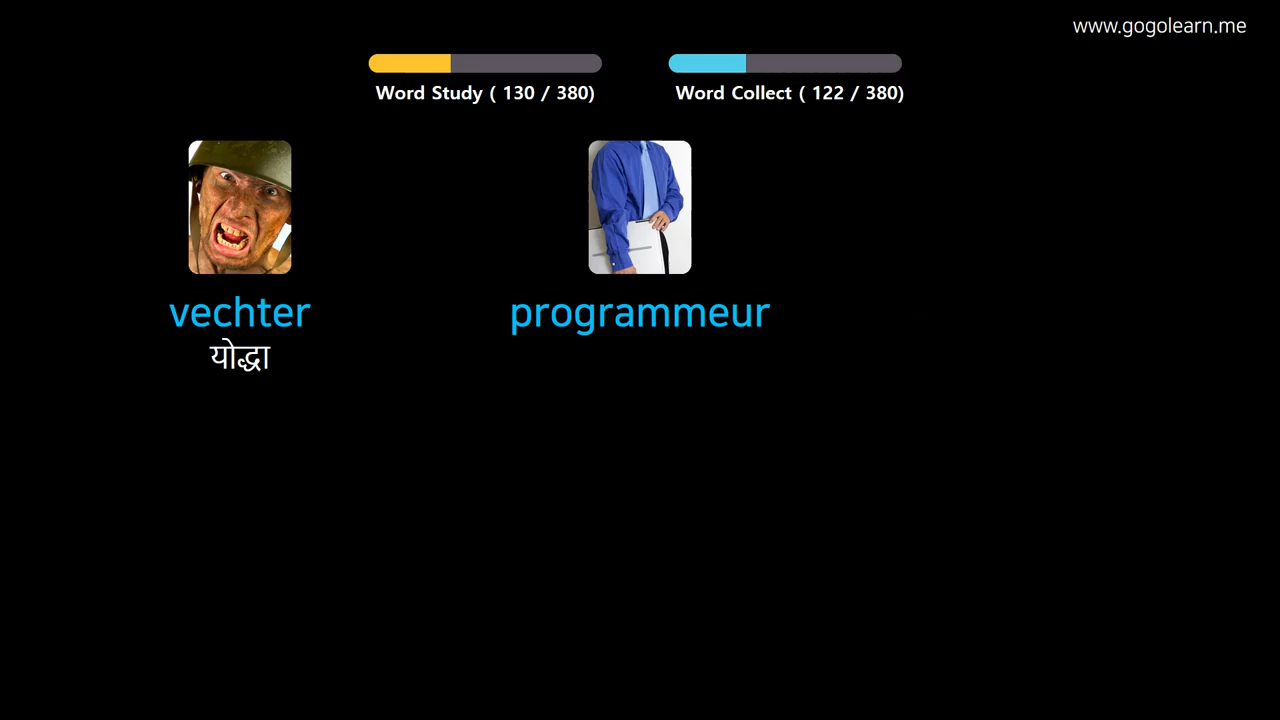 www.gogolearn.me
Word Study ( 130 / 380)
Word Collect ( 122 / 380)
vechter
programmeur
योद्धा